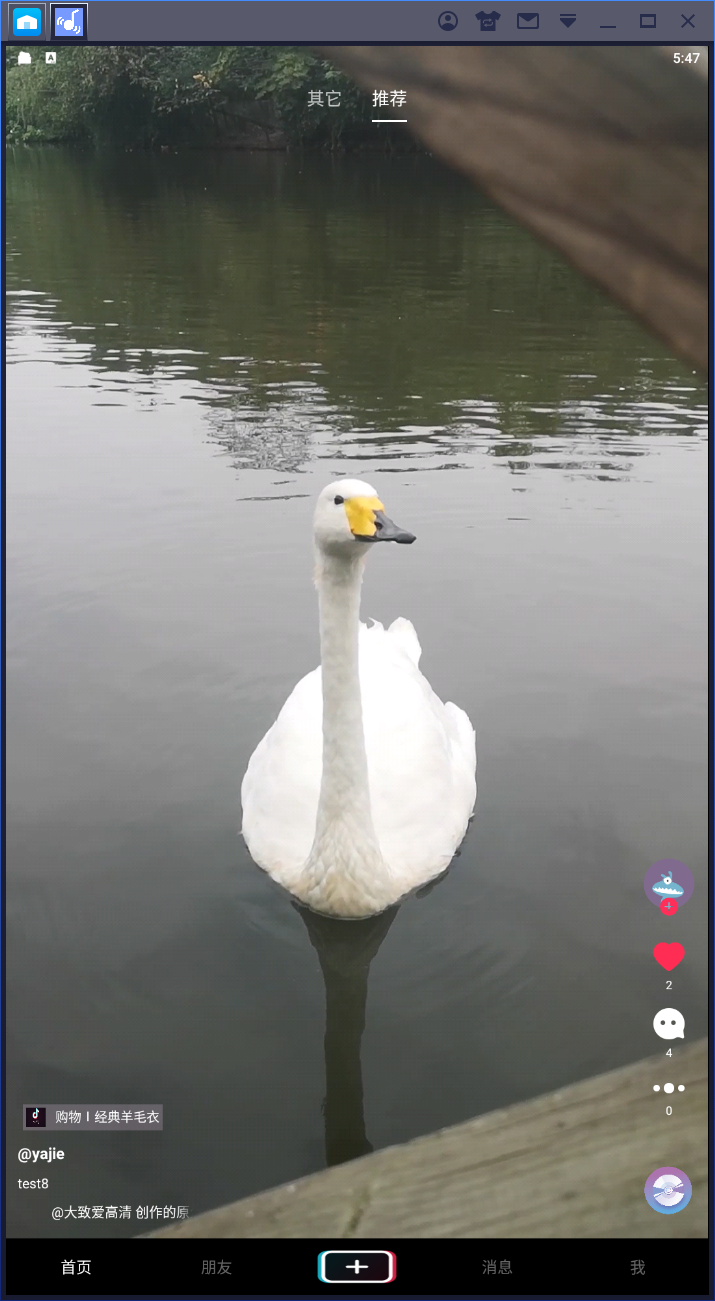 5:47
其它 推荐
2
4
0
购物 | 经典羊毛衣
@yajie
test8
@大致爱高清 创作的原
首页 朋友 消息 我